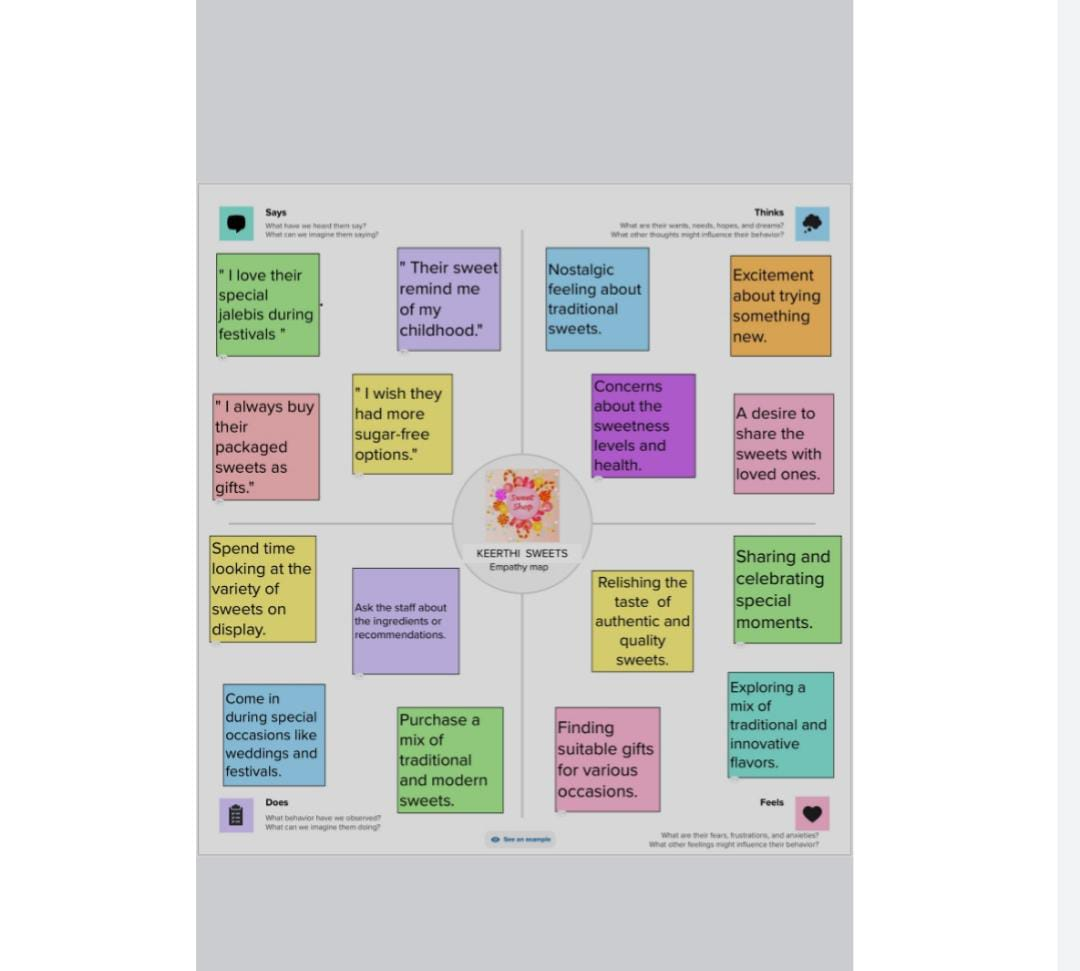 Says
What have we heard them say?
What can we imagine them saying?
Thinks
What are their wants, needs, hopes, and dreams?
What other thoughts might influence their behavior?
" I love their
special
jalebis during
festivals "
" Their sweet
remind me
of my
childhood."
Nostalgic
feeling about
traditional
sweets.
Excitement
about trying
something
new.
" I always buy
their
packaged
sweets as
gifts."
" I wish they
had more
sugar-free
options."
Concerns
about the
sweetness
levels and
health.
A desire to
share the
sweets with
loved ones.
Sweet
Shop
KEERTHI SWEETS
Empathy map
Spend time
looking at the
variety of
sweets on
display.
Ask the staff about
the ingredients or
recommendations.
Relishing the
taste of
authentic and
quality
sweets.
Sharing and
celebrating
special
moments.
Come in
during special
occasions like
weddings and
festivals.
Purchase a
mix of
traditional
and modern
sweets.
Finding
suitable gifts
for various
occasions.
Exploring a
mix of
traditional and
innovative
flavors.
Does
What behavior have we observed?
What can we imagine them doing?
See an example
Feels
What are their fears, frustrations, and anxieties?
What other feelings might influence their behavior?